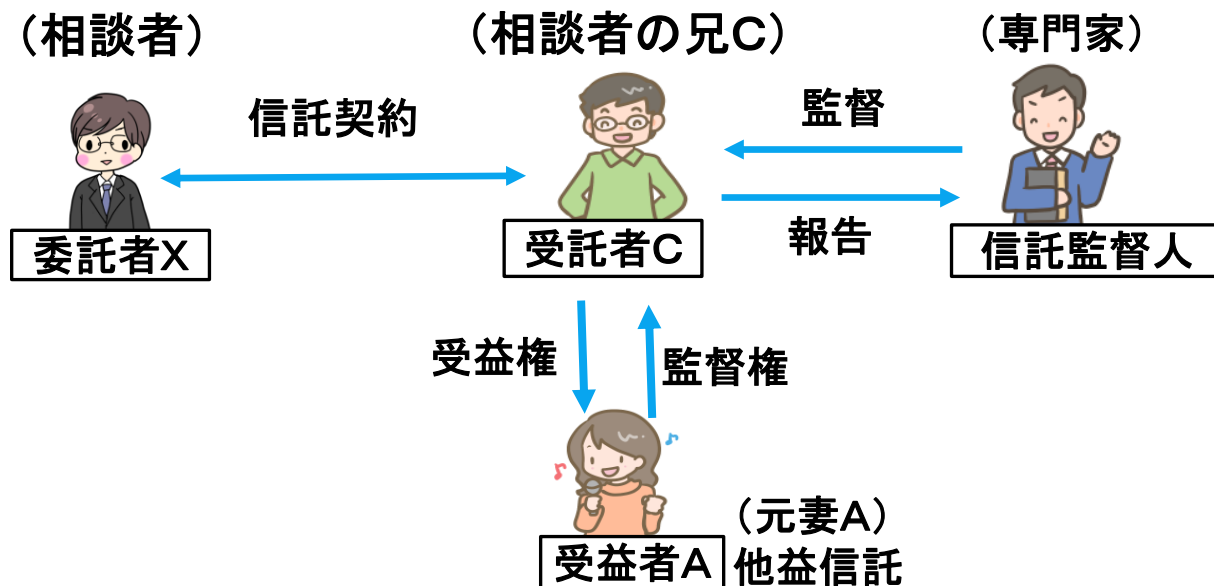 （相談者）
（相談者の兄C）
（専門家）
信託契約
監督
報告
委託者X
受託者C
信託監督人
受益権
監督権
（元妻A）
受益者A
他益信託